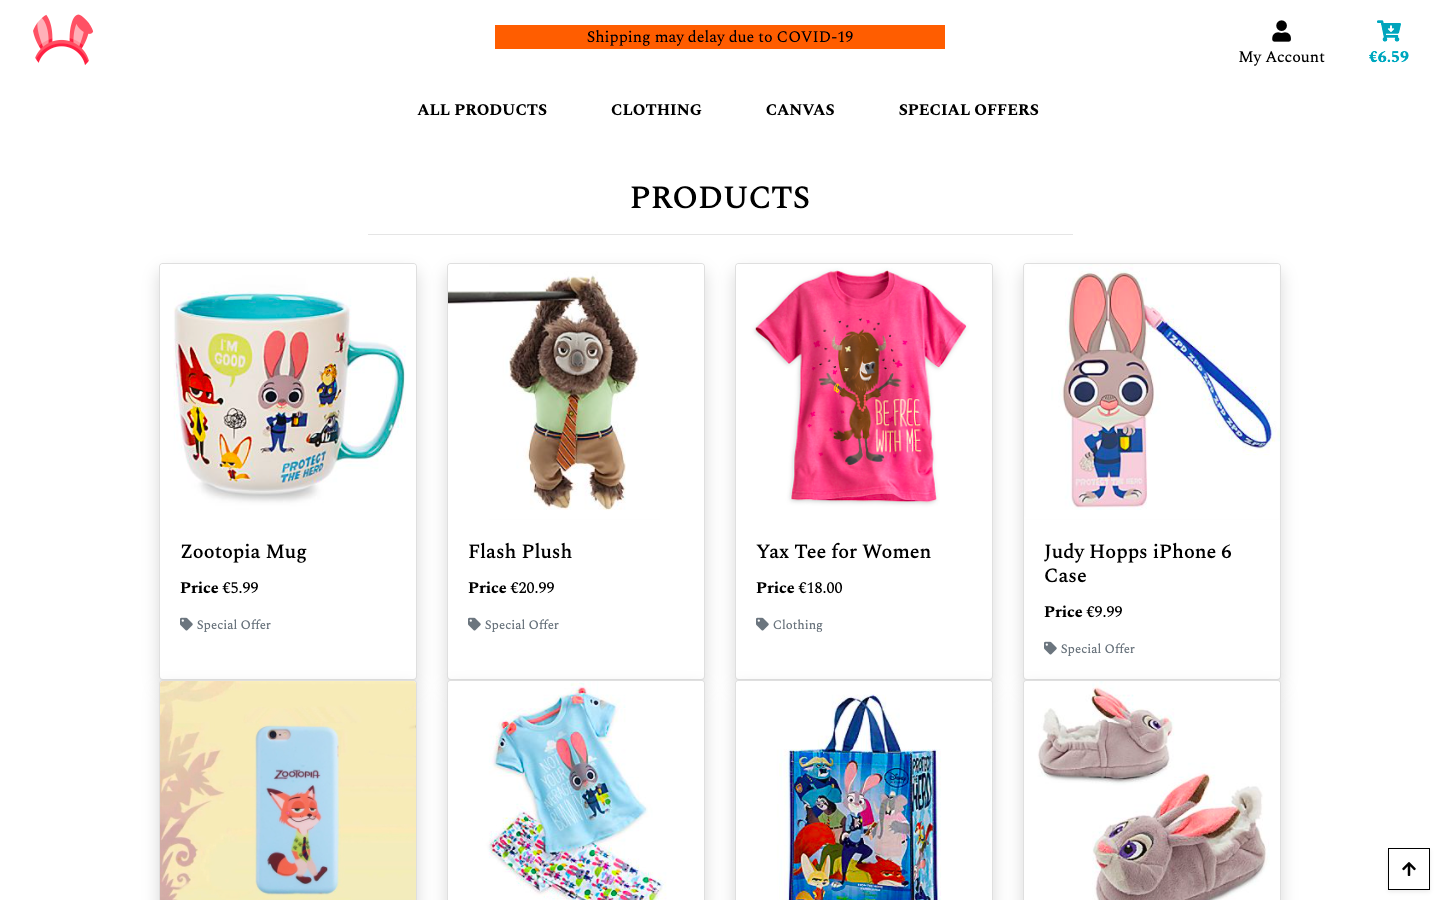 Shipping may delay due to COVID-19
My Account
€6.59
ALL PRODUCTS
CLOTHING
CANVAS
SPECIAL OFFERS
PRODUCTS
I'M
GOOD
PROTECT
THE HERD
BE FREE
WITH ME
ZPD ZPD ZPD
Zootopia Mug
Price €5.99
Special Offer
Flash Plush
Price €20.99
Special Offer
Yax Tee for Women
Price €18.00
Clothing
Judy Hopps iPhone 6
Case
Price €9.99
Special Offer
ZOOTOPIA
Disney